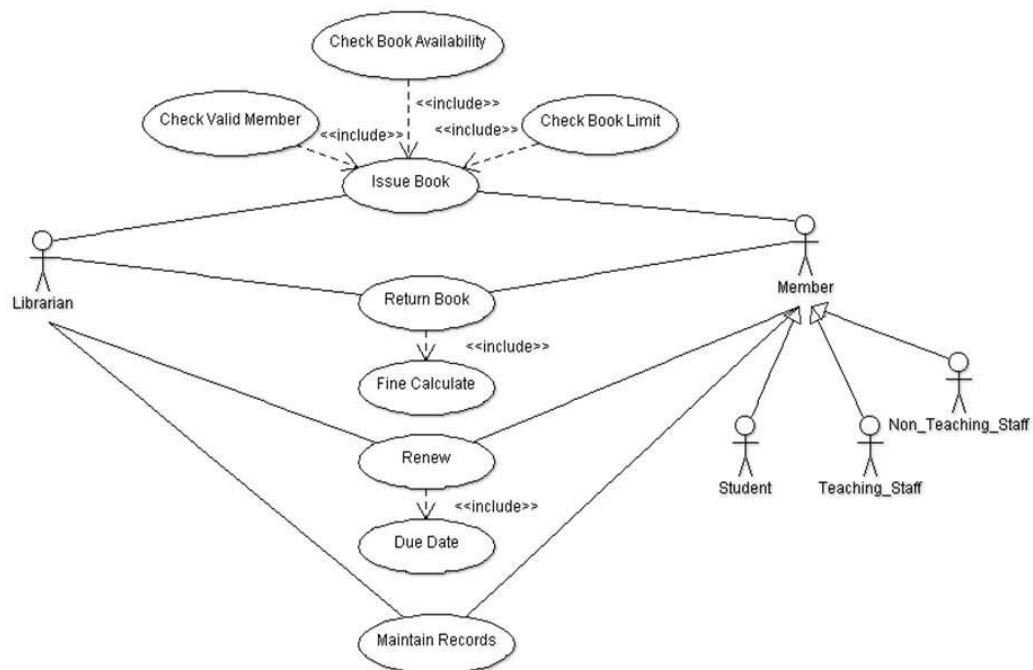 Check Book Availability
<<include>>
Check Valid Member
<<include>>
<<include>>
Check Book Limit
Issue Book
Librarian
Return Book
Member
<<include>>
Fine Calculate
Non_Teaching_Staff
Renew
Student
Teaching_Staff
<<include>>
Due Date
Maintain Records